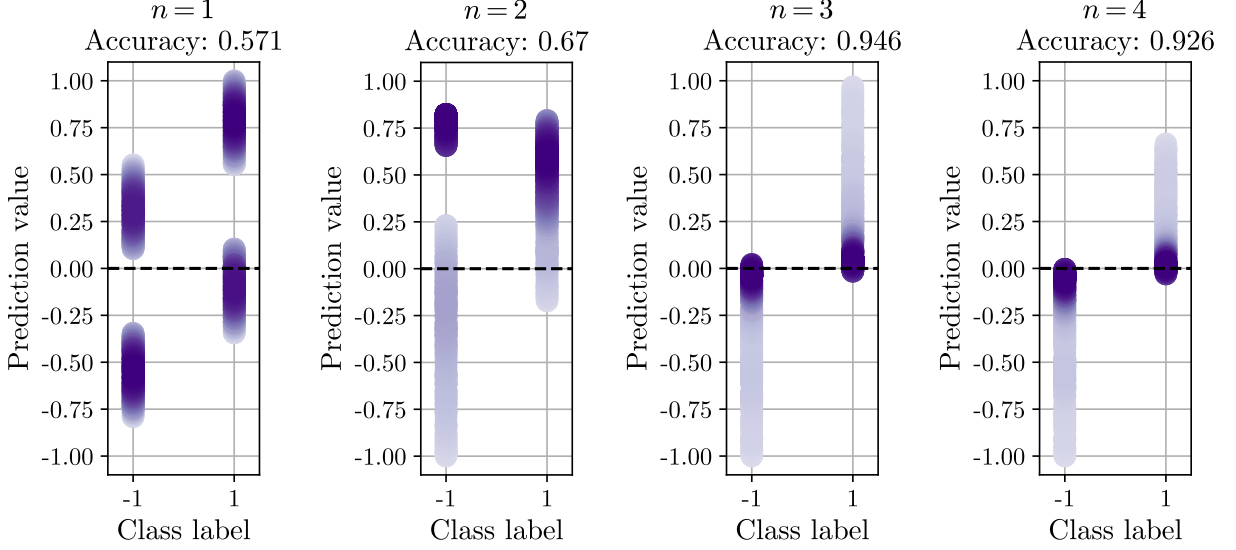 n = 1
Accuracy: 0.571
Prediction value
1.00
0.75
0.50
0.25
0.00
-0.25
-0.50
-0.75
-1.00
-1 1
Class label
n = 2
Accuracy: 0.67
Prediction value
1.00
0.75
0.50
0.25
0.00
-0.25
-0.50
-0.75
-1.00
-1 1
Class label
n = 3
Accuracy: 0.946
Prediction value
1.00
0.75
0.50
0.25
0.00
-0.25
-0.50
-0.75
-1.00
-1 1
Class label
n = 4
Accuracy: 0.926
Prediction value
1.00
0.75
0.50
0.25
0.00
-0.25
-0.50
-0.75
-1.00
-1 1
Class label